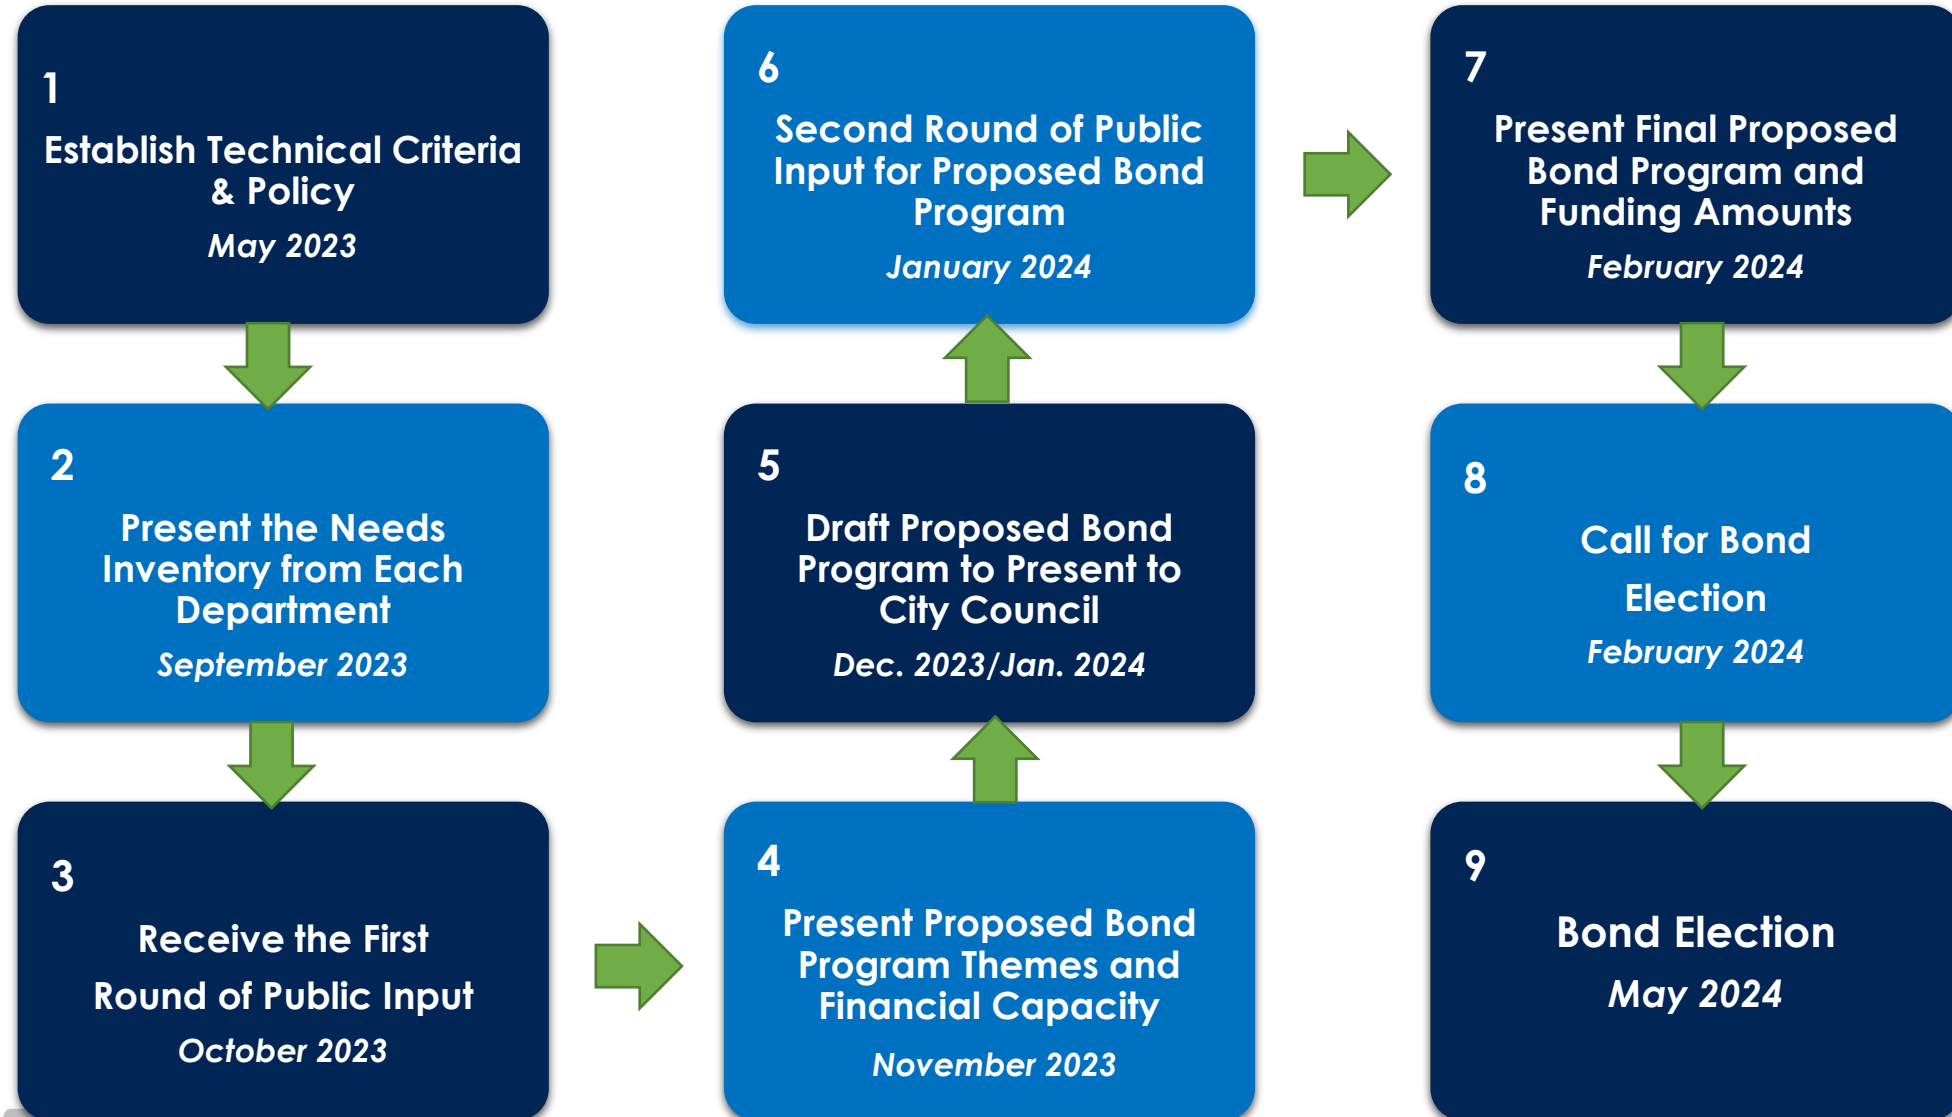 1
Establish Technical Criteria
& Policy
May 2023
2
Present the Needs
Inventory from Each
Department
September 2023
3
Receive the First
Round of Public Input
October 2023
4
Present Proposed Bond
Program Themes and
Financial Capacity
November 2023
5
Draft Proposed Bond
Program to Present to
City Council
Dec. 2023/Jan. 2024
6
Second Round of Public
Input for Proposed Bond
Program
January 2024
7
Present Final Proposed
Bond Program and
Funding Amounts
February 2024
8
Call for Bond
Election
February 2024
9
Bond Election
May 2024